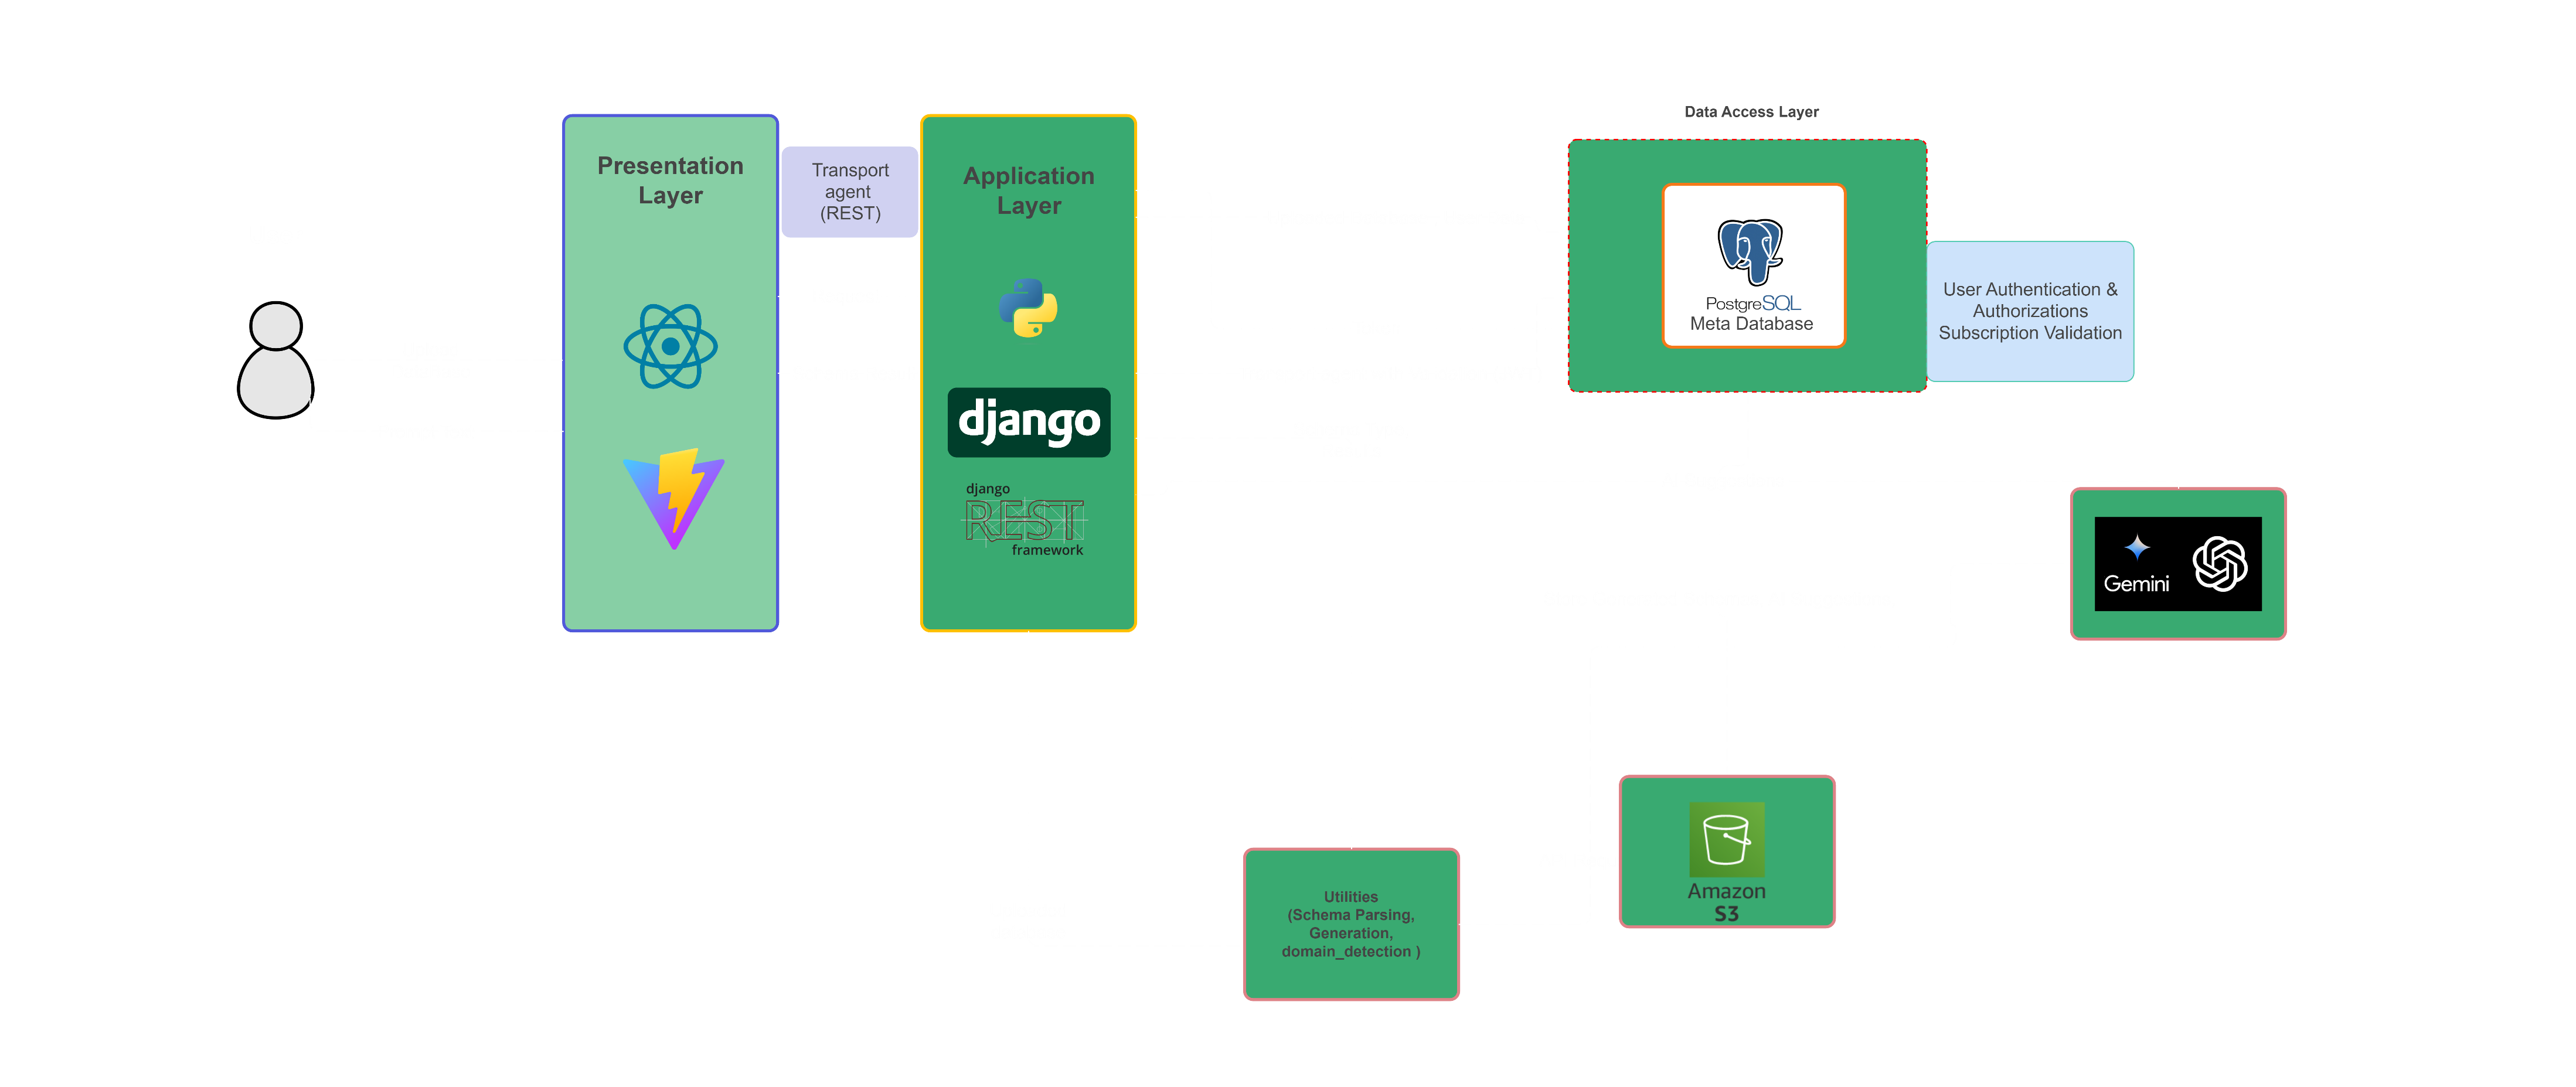 Data Access Layer
Presentation
Layer
Transport
agent
(REST)
Application
Layer
PostgreSQL
Meta Database
User Authentication &
Authorizations
Subscription Validation
django
django
REST
framework
Gemini
Amazon
S3
Utilities
(Schema Parsing,
Generation,
domain_detection )